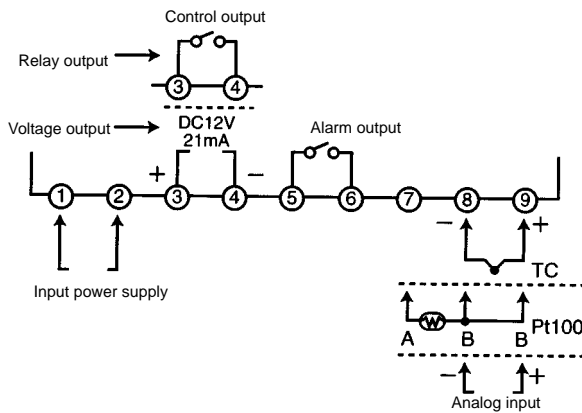 Control output
Relay output
3 4
Voltage output
DC12V
21mA
Alarm output
+ −
1 2 3 4 5 6 7 8 9
− +
Input power supply
TC
A B B Pt100
− +
Analog input